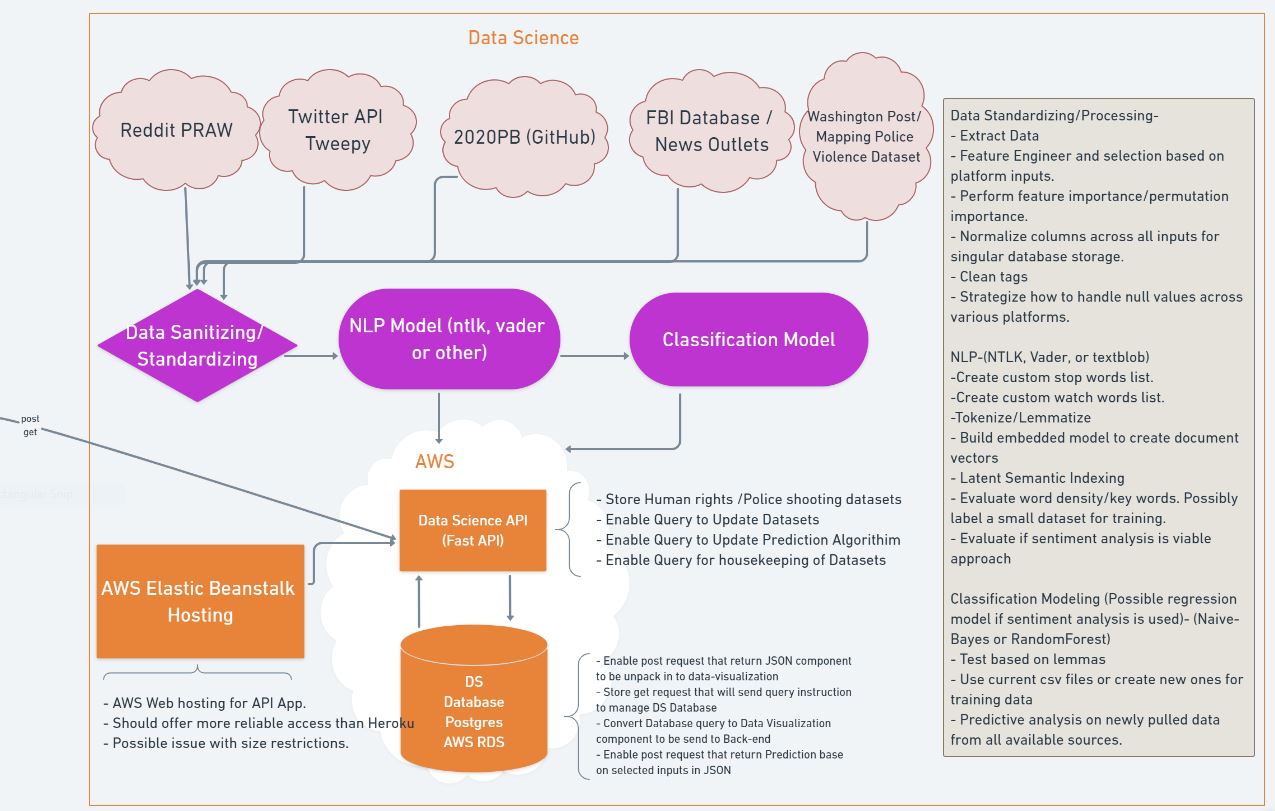 Data Science
Reddit PRAW
Twitter API
Tweepy
2020PB (GitHub)
FBI Database /
News Outlets
Washington Post/
Mapping Police
Violence Dataset
Data Sanitizing/
Standardizing
NLP Model (ntlk, vader
or other)
Classification Model
post
get
AWS
Data Science API
(Fast API)
- Store Human rights /Police shooting datasets
- Enable Query to Update Datasets
- Enable Query to Update Prediction Algorithim
- Enable Query for housekeeping of Datasets
AWS Elastic Beanstalk
Hosting
- AWS Web hosting for API App.
- Should offer more reliable access than Heroku
- Possible issue with size restrictions.
DS
Database
Postgres
AWS RDS
- Enable post request that return JSON component
to be unpack in to data-visualization
- Store get request that will send query instruction
to manage DS Database
- Convert Database query to Data Visualization
component to be send to Back-end
- Enable post request that return Prediction base
on selected inputs in JSON
Data Standardizing/Processing-
- Extract Data
- Feature Engineer and selection based on
platform inputs.
- Perform feature importance/permutation
importance.
- Normalize columns across all inputs for
singular database storage.
- Clean tags
- Strategize how to handle null values across
various platforms.
NLP-(NTLK, Vader, or textblob)
-Create custom stop words list.
-Create custom watch words list.
-Tokenize/Lemmatize
- Build embedded model to create document
vectors
- Latent Semantic Indexing
- Evaluate word density/key words. Possibly
label a small dataset for training.
- Evaluate if sentiment analysis is viable
approach
Classification Modeling (Possible regression
model if sentiment analysis is used)- (Naive-
Bayes or RandomForest)
- Test based on lemmas
- Use current csv files or create new ones for
training data
- Predictive analysis on newly pulled data
from all available sources.